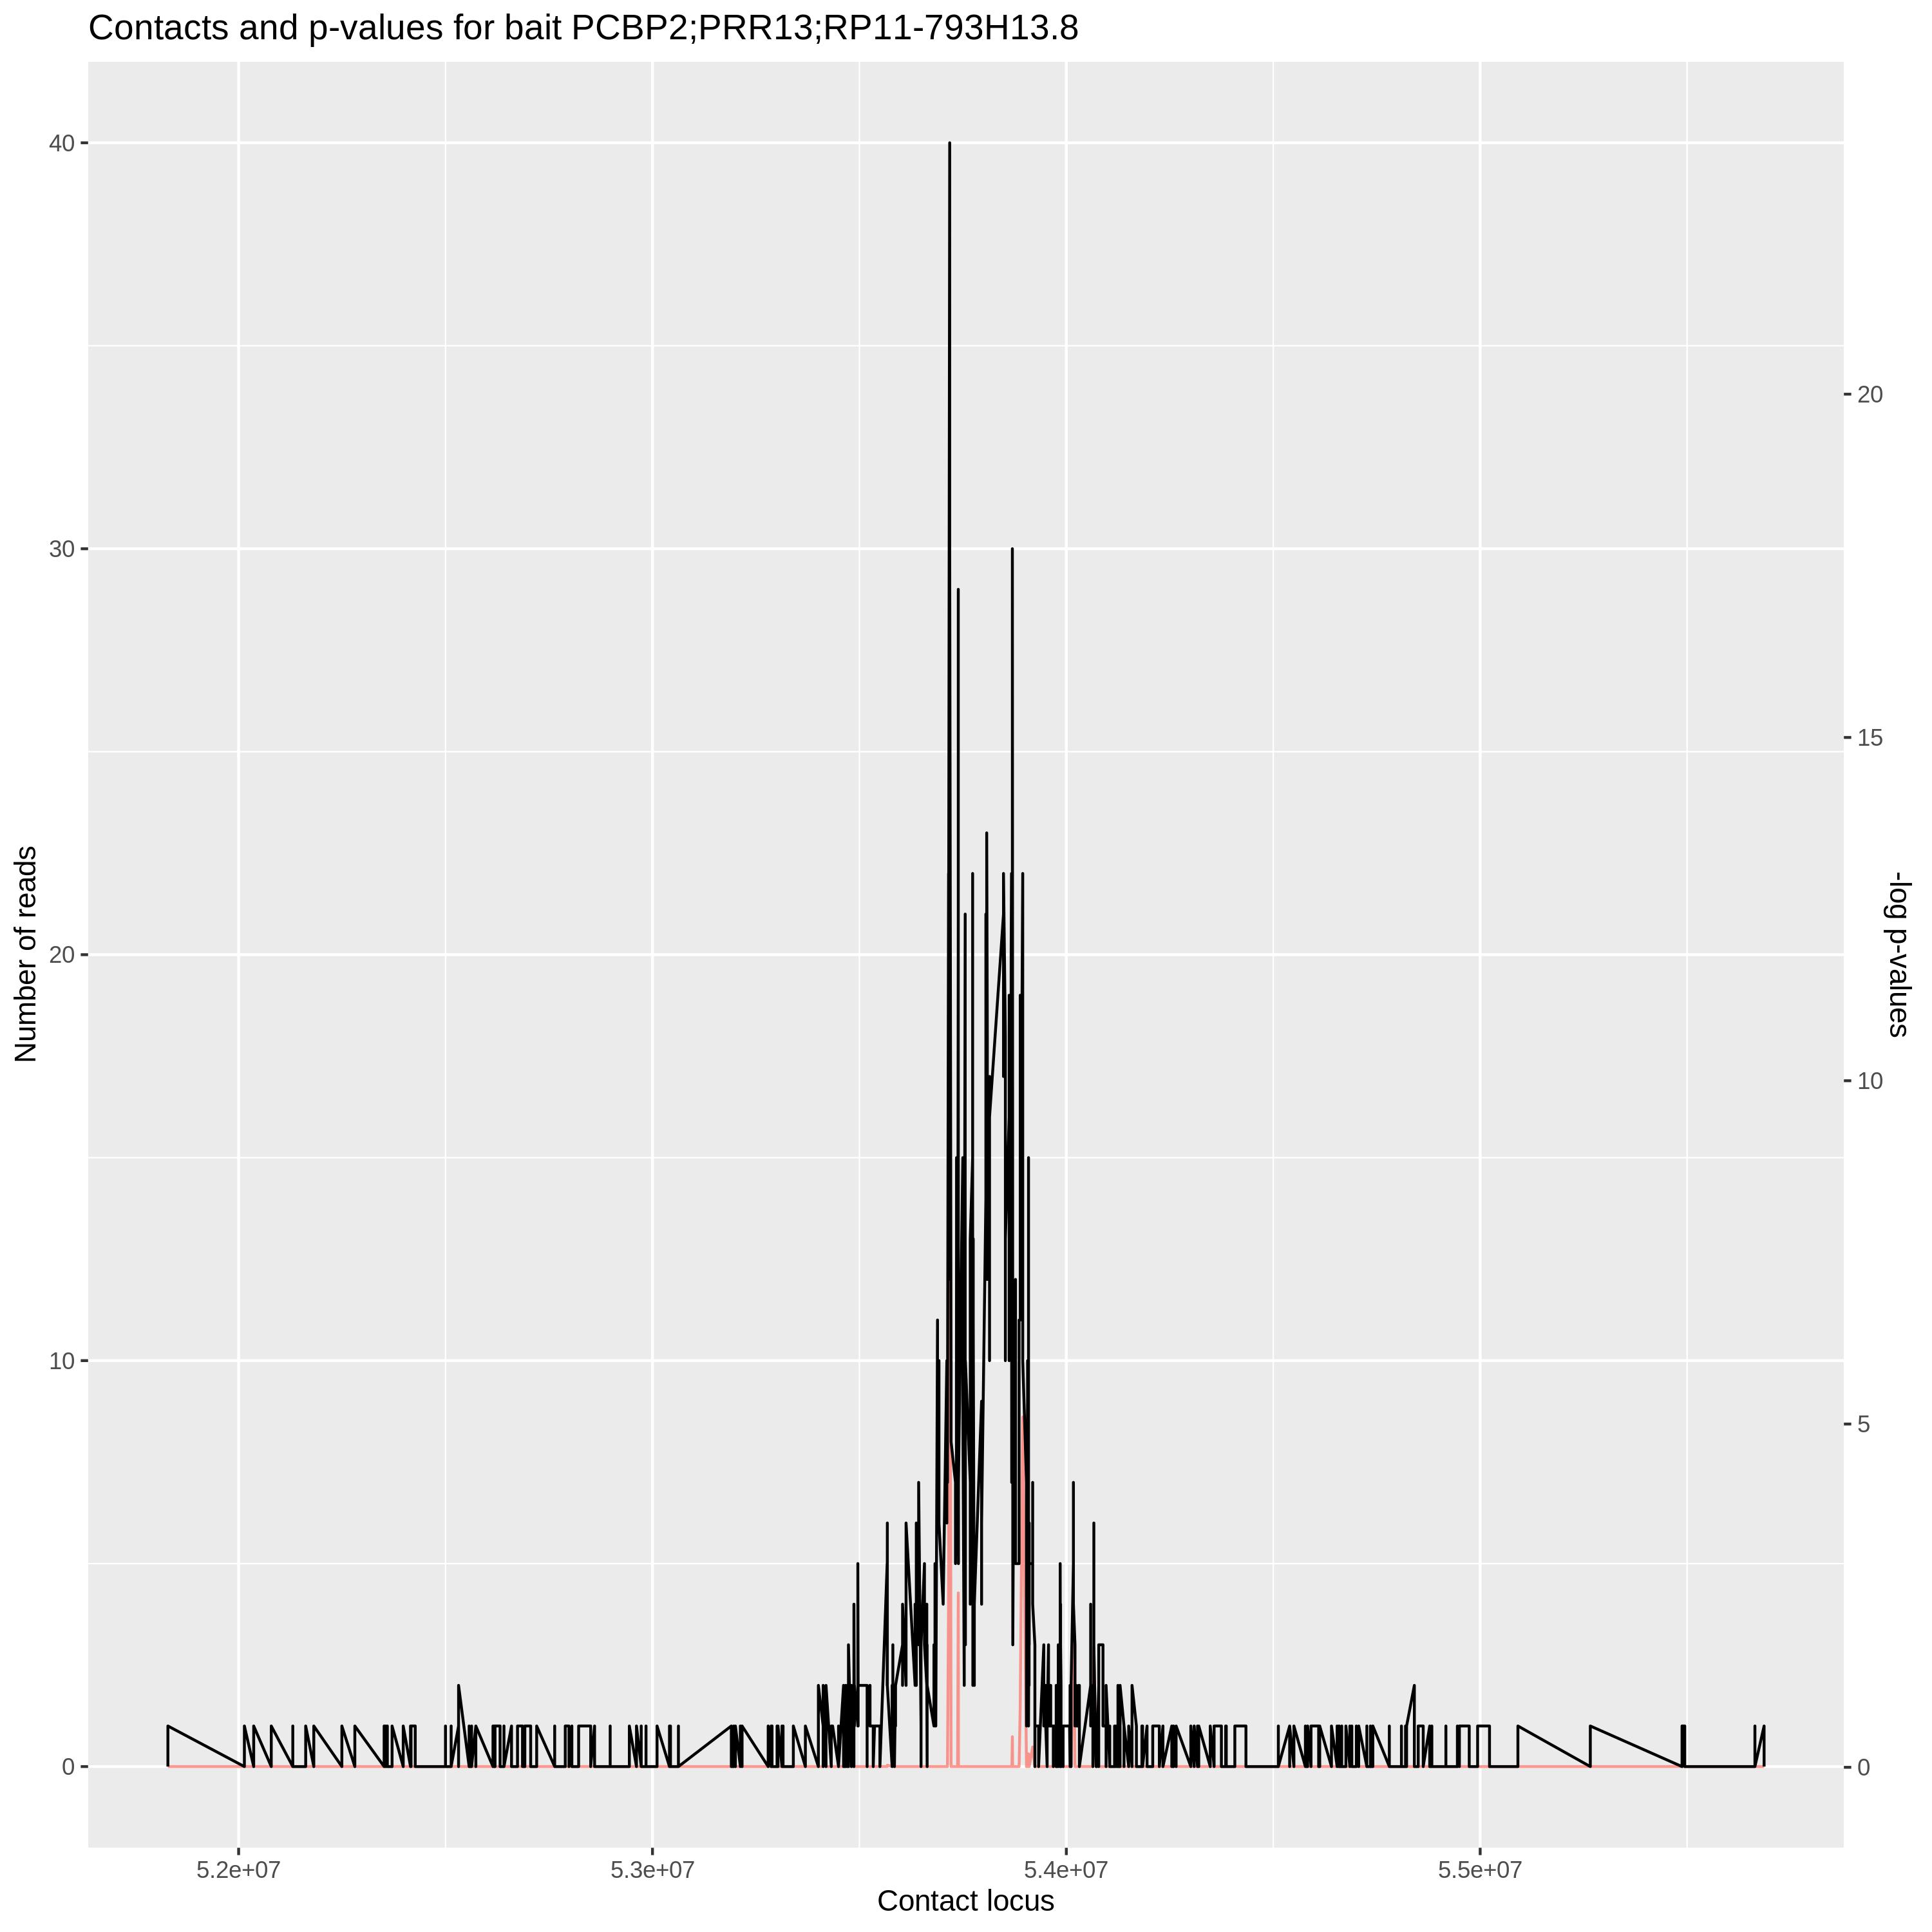 Contacts and p-values for bait PCBP2;PRR13;RP11-793H13.8
40
30
20
10
0
Number of reads
20
15
10
5
0
-log p-values
5.2e+07
5.3e+07
5.4e+07
5.5e+07
Contact locus